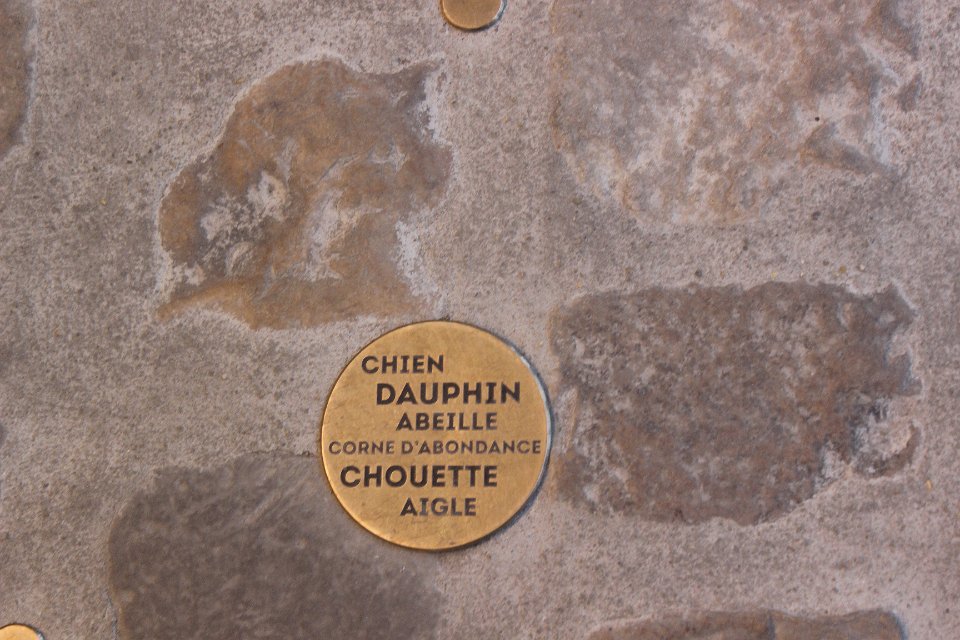 CHIEN
DAUPHIN
ABEILLE
CORNE D'ABONDANCE
CHOUETTE
AIGLE